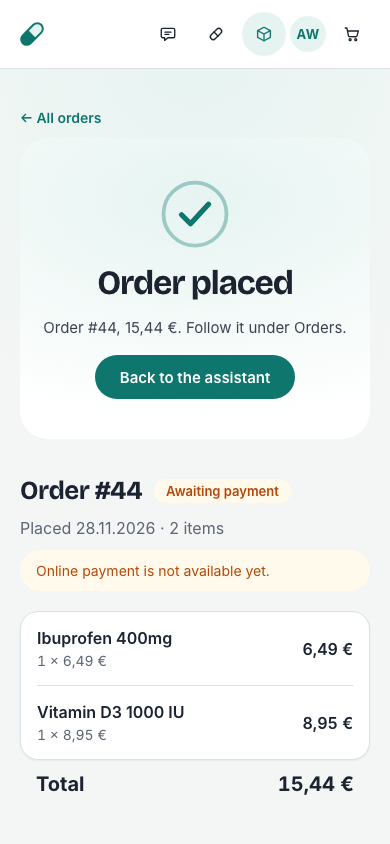 AW
← All orders
Order placed
Order #44, 15,44 €. Follow it under Orders.
Back to the assistant
Order #44 Awaiting payment
Placed 28.11.2026 · 2 items
Online payment is not available yet.
Ibuprofen 400mg 6,49 €
1 × 6,49 €
Vitamin D3 1000 IU 8,95 €
1 × 8,95 €
Total 15,44 €